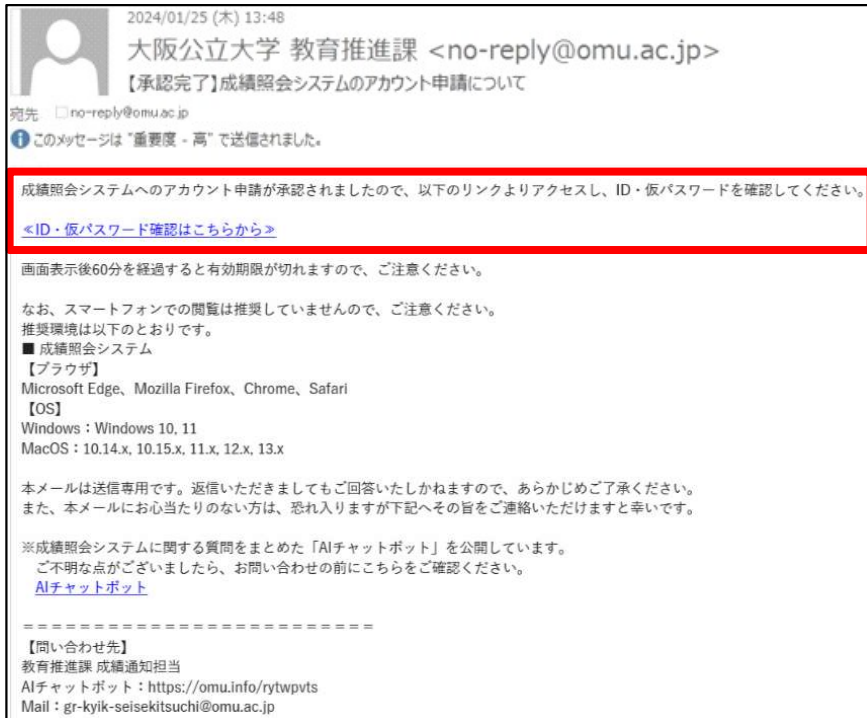 2024/01/25 (木) 13:48
大阪公立大学 教育推進課 <no-reply@omu.ac.jp>
【承認完了】成績照会システムのアカウント申請について
宛先 no-reply@omu.ac.jp
このメッセージは "重要度 - 高" で送信されました。
成績照会システムへのアカウント申請が承認されましたので、以下のリンクよりアクセスし、ID・仮パスワードを確認してください。
≪ID・仮パスワード確認はこちらから≫
画面表示後60分を経過すると有効期限が切れますので、ご注意ください。
なお、スマートフォンでの閲覧は推奨していませんので、ご注意ください。
推奨環境は以下のとおりです。
■ 成績照会システム
【ブラウザ】
Microsoft Edge、Mozilla Firefox、Chrome、Safari
【OS】
Windows：Windows 10, 11
MacOS：10.14.x, 10.15.x, 11.x, 12.x, 13.x
本メールは送信専用です。返信いただきましてもご回答いたしかねますので、あらかじめご了承ください。
また、本メールにお心当たりのない方は、恐れ入りますが下記へその旨をご連絡いただけますと幸いです。
※成績照会システムに関する質問をまとめた「AIチャットボット」を公開しています。
ご不明な点がございましたら、お問い合わせの前にこちらをご確認ください。
AIチャットボット
＝＝＝＝＝＝＝＝＝＝＝＝＝＝＝＝＝＝＝＝＝＝＝＝＝
【問い合わせ先】
教育推進課 成績通知担当
AIチャットボット：https://omu.info/rytwpvts
Mail：gr-kyik-seisekitsuchi@omu.ac.jp